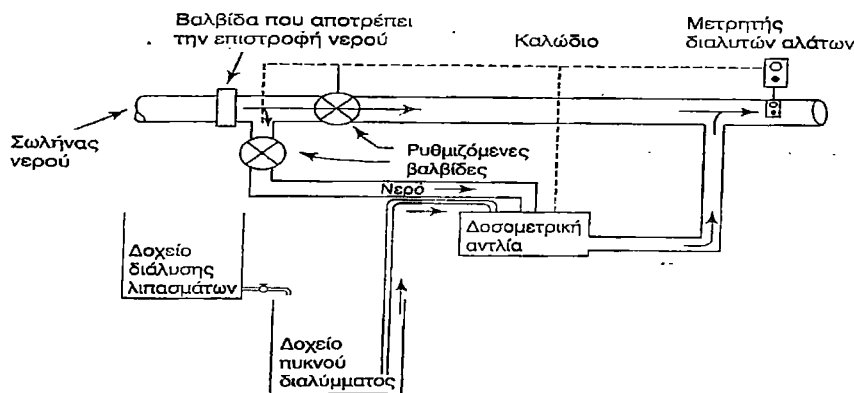 Βαλβίδα που αποτρέπει
την επιστροφή νερού
Καλώδιο
Μετρητής
διαλυτών αλάτων
Σωλήνας
νερού
Ρυθμιζόμενες
βαλβίδες
Νερό
Δοσομετρική
αντλία
Δοχείο
διάλυσης
λιπασμάτων
Δοχείο
πυκνού
διαλύμματος